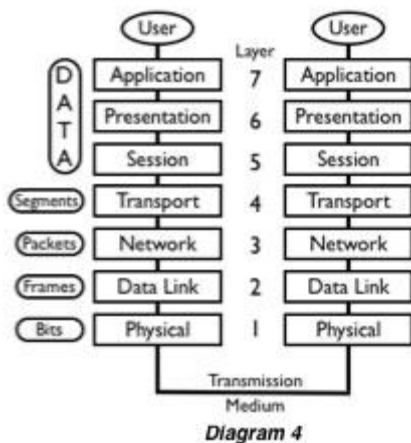 User User
Layer
DATA Application 7 Application
Presentation 6 Presentation
Session 5 Session
Segments Transport 4 Transport
Packets Network 3 Network
Frames Data Link 2 Data Link
Bits Physical 1 Physical
Transmission
Medium
Diagram 4